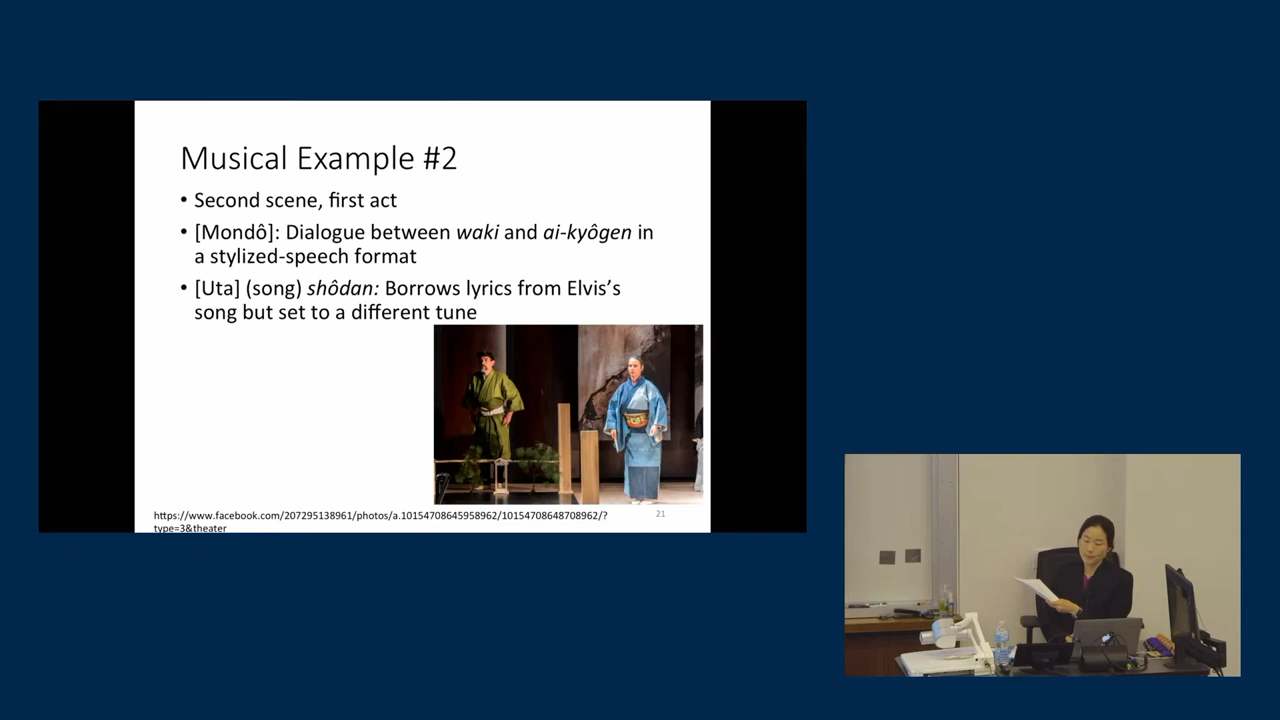 Musical Example #2
• Second scene, first act
• [Mondô]: Dialogue between waki and ai-kyôgen in
a stylized-speech format
• [Uta] (song) shôdan: Borrows lyrics from Elvis's
song but set to a different tune
https://www.facebook.com/207295138961/photos/a.10154708645958962/10154708648708962/?
type=3&theater
21